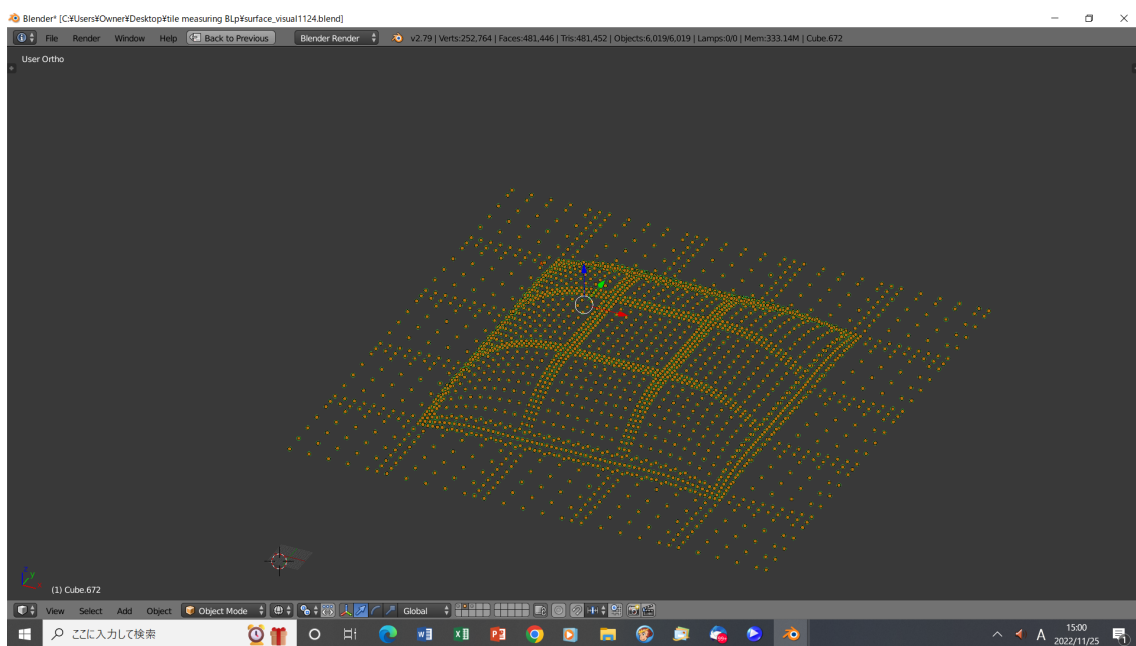 Blender* [C:¥Users¥Owner¥Desktop¥tile measuring BLp¥surface_visual1124.blend]
File Render Window Help Back to Previous Blender Render v2.79 | Verts:252,764 | Faces:481,446 | Tris:481,452 | Objects:6,019/6,019 | Lamps:0/0 | Mem:333.14M | Cube.672
User Ortho
(1) Cube.672
View Select Add Object Object Mode Global
ここに入力して検索
A
15:00
2022/11/25